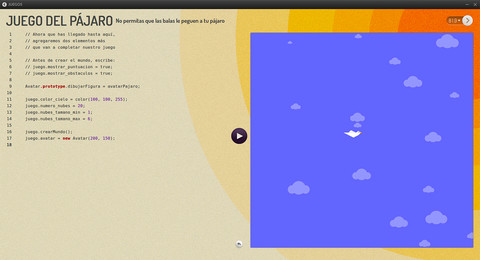 JUEGO DEL PÁJARO No permitas que las balas le peguen a tu pájaro
1 // Ahora que has llegado hasta aquí,
2 // agregaremos dos elementos más
3 // que van a completar nuestro juego
4
5 // Antes de crear el mundo, escribe:
6 // juego.mostrar_puntuacion = true;
7 // juego.mostrar_obstaculos = true;
8
9 Avatar.prototype.dibujarFigura = avatarPajaro;
10
11 juego.color_cielo = color(100, 100, 255);
12 juego.numero_nubes = 20;
13 juego.nubes_tamano_min = 1;
14 juego.nubes_tamano_max = 6;
15
16 juego.crearMundo();
17 juego.avatar = new Avatar(200, 150);
18